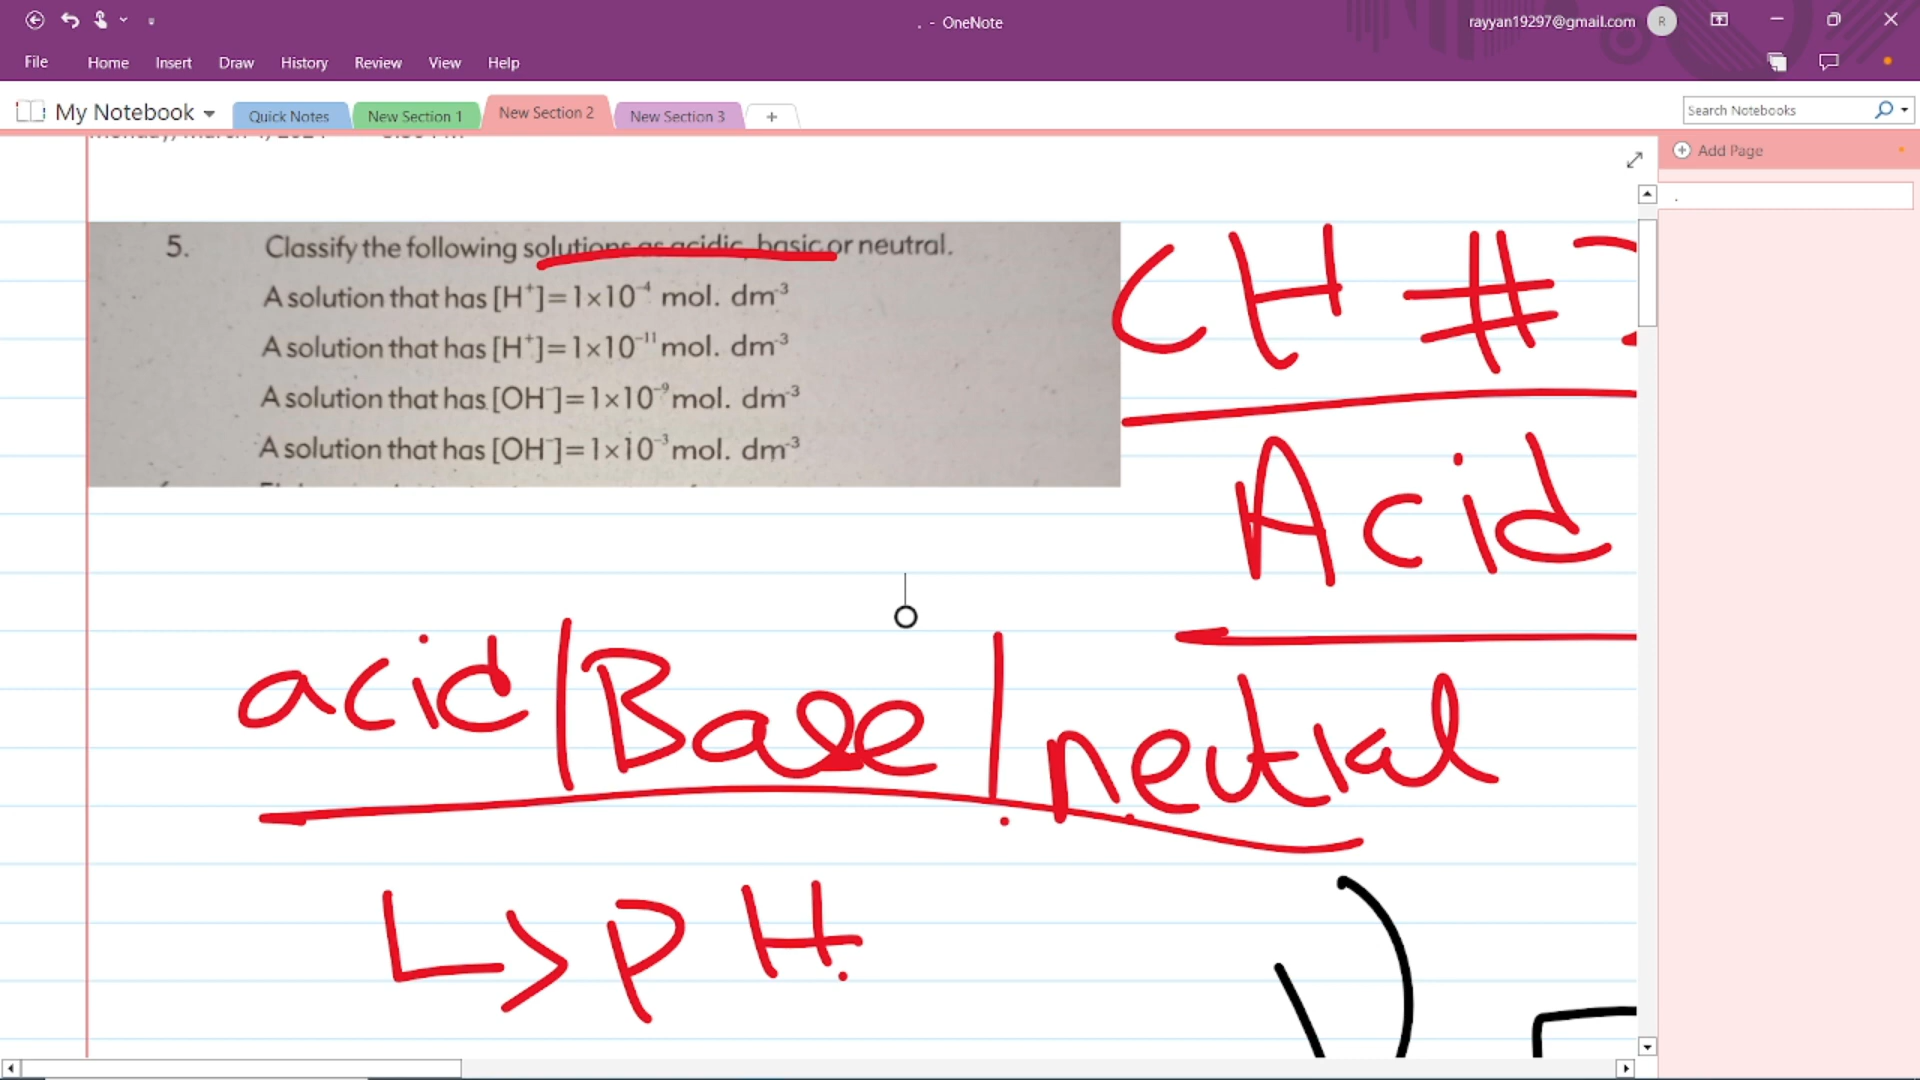 . - OneNote
rayyan19297@gmail.com R
File Home Insert Draw History Review View Help
My Notebook Quick Notes New Section 1 New Section 2 New Section 3 +
Search Notebooks
Add Page
.
5. Classify the following solutions as acidic, basic or neutral.
A solution that has [H⁺]=1×10⁻⁴ mol. dm⁻³
A solution that has [H⁺]=1×10⁻¹¹ mol. dm⁻³
A solution that has [OH⁻]=1×10⁻⁹ mol. dm⁻³
A solution that has [OH⁻]=1×10⁻³ mol. dm⁻³
CH #
Acid
acid | Base | neutral
↳ pH